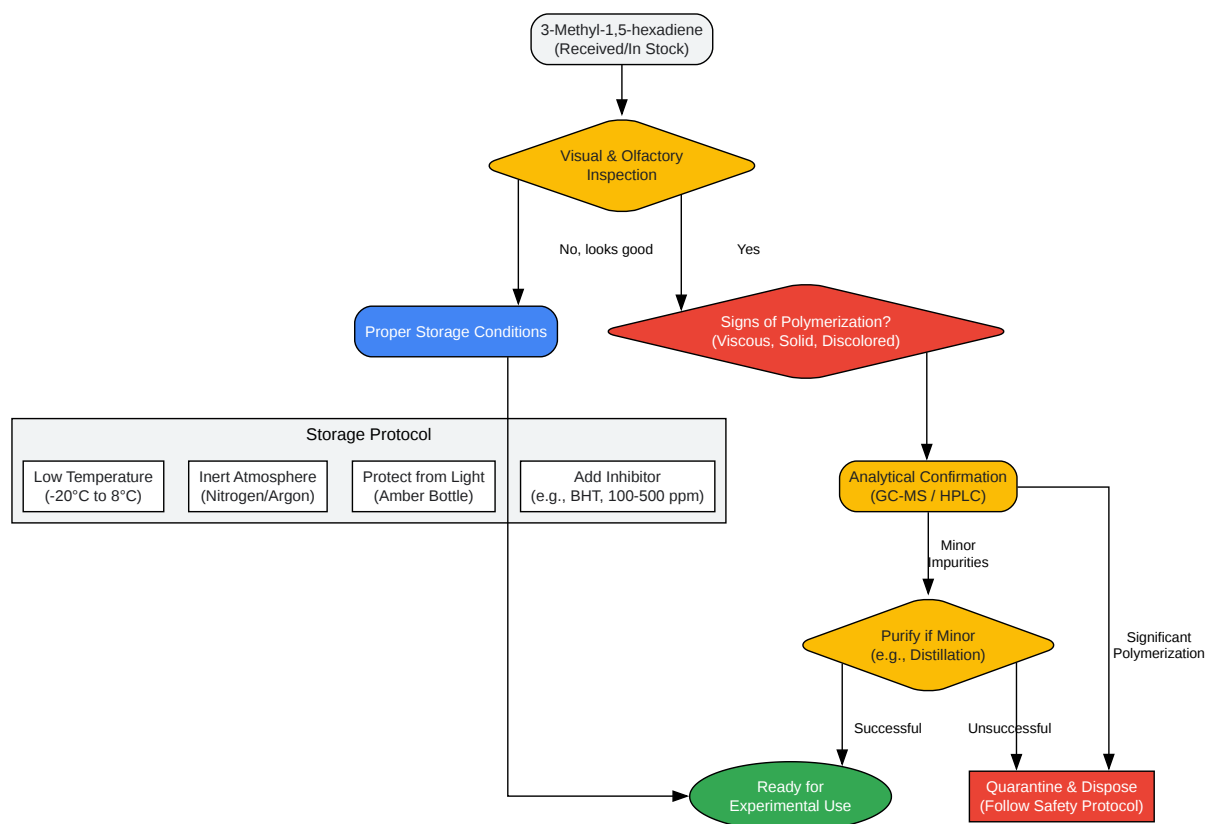 3-Methyl-1,5-hexadiene
(Received/In Stock)
Visual & Olfactory
Inspection
No, looks good
Yes
Proper Storage Conditions
Signs of Polymerization?
(Viscous, Solid, Discolored)
Storage Protocol
Low Temperature
(-20°C to 8°C)
Inert Atmosphere
(Nitrogen/Argon)
Protect from Light
(Amber Bottle)
Add Inhibitor
(e.g., BHT, 100-500 ppm)
Analytical Confirmation
(GC-MS / HPLC)
Minor
Impurities
Purify if Minor
(e.g., Distillation)
Significant
Polymerization
Successful
Unsuccessful
Ready for
Experimental Use
Quarantine & Dispose
(Follow Safety Protocol)